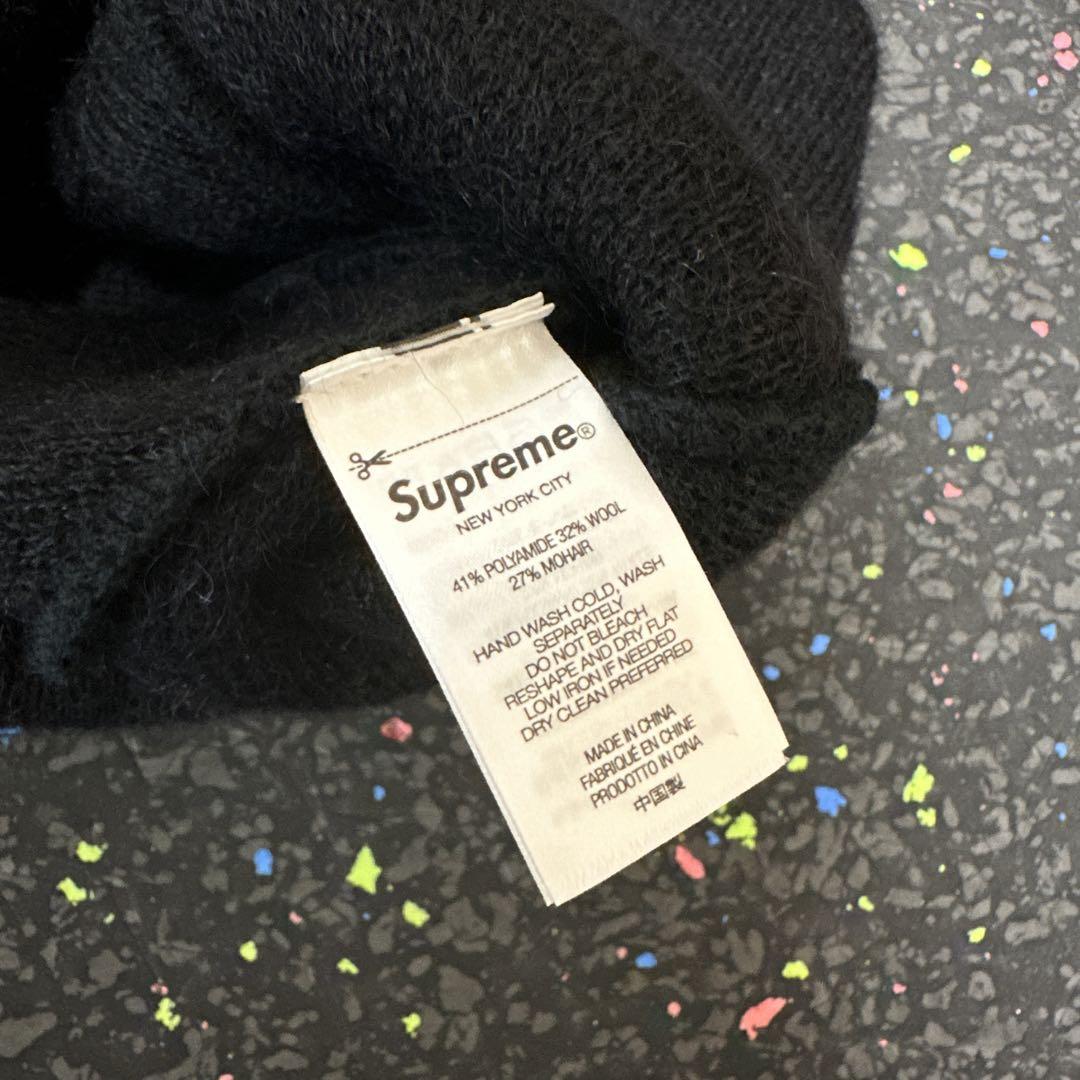 Supreme®
NEW YORK CITY
41% POLYAMIDE 32% WOOL
27% MOHAIR
HAND WASH COLD, WASH
SEPARATELY
DO NOT BLEACH
RESHAPE AND DRY FLAT
LOW IRON IF NEEDED
DRY CLEAN PREFERRED
MADE IN CHINA
FABRIQUÉ EN CHINE
PRODOTTO IN CINA
中国製